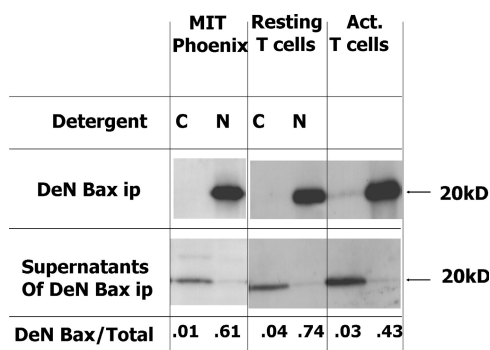 MIT Resting Act.
Phoenix T cells T cells
Detergent C N C N
DeN Bax ip 20kD
Supernatants
Of DeN Bax ip 20kD
DeN Bax/Total .01 .61 .04 .74 .03 .43